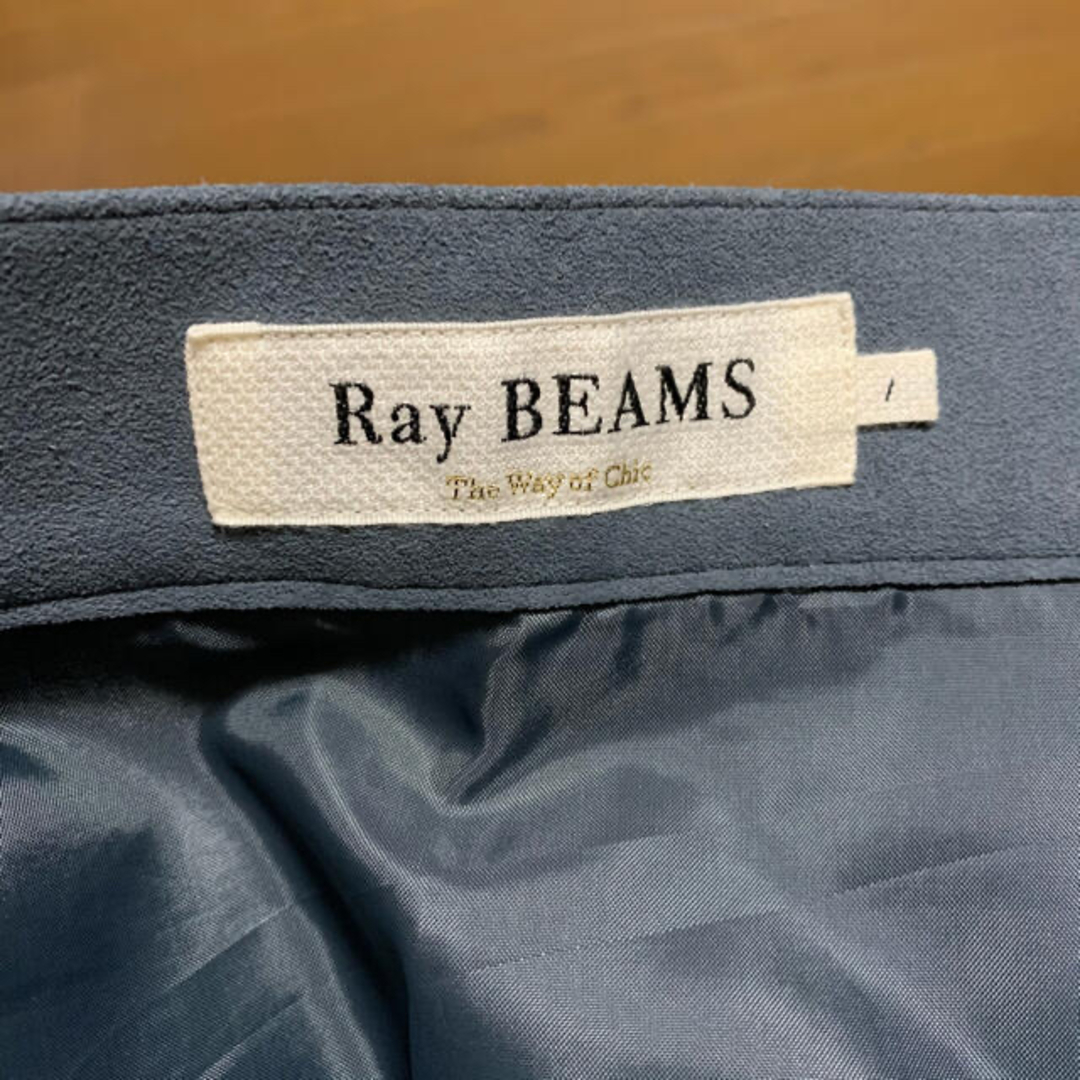 Ray BEAMS
The Way of Chic
1